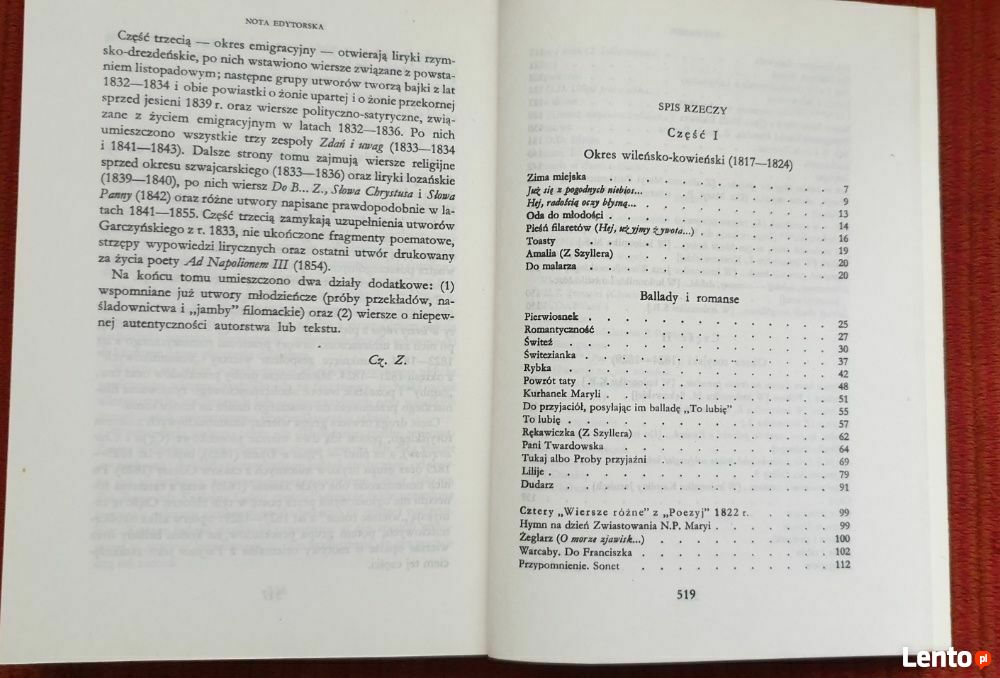 NOTA EDYTORSKA
Część trzecią — okres emigracyjny — otwierają liryki rzym-
sko-drezdeńskie, po nich wstawiono wiersze związane z powsta-
niem listopadowym; następne grupy utworów tworzą bajki z lat
1832—1834 i obie powiastki o żonie upartej i o żonie przekornej
sprzed jesieni 1839 r. oraz wiersze polityczno-satyryczne, zwią-
zane z życiem emigracyjnym w latach 1832—1836. Po nich
umieszczono wszystkie trzy zespoły Zdań i uwag (1833—1834
i 1841—1843). Dalsze strony tomu zajmują wiersze religijne
sprzed okresu szwajcarskiego (1833—1836) oraz liryki lozańskie
(1839—1840), po nich wiersz Do B... Z., Słowa Chrystusa i Słowa
Panny (1842) oraz różne utwory napisane prawdopodobnie w la-
tach 1841—1855. Część trzecią zamykają uzupełnienia utworów
Garczyńskiego z r. 1833, nie ukończone fragmenty poematowe,
strzępy wypowiedzi lirycznych oraz ostatni utwór drukowany
za życia poety Ad Napolionem III (1854).
Na końcu tomu umieszczono dwa działy dodatkowe: (1)
wspomniane już utwory młodzieńcze (próby przekładów, na-
śladownictwa i „jamby” filomackie) oraz (2) wiersze o niepew-
nej autentyczności autorstwa lub tekstu.
Cz. Z.
SPIS RZECZY
Część I
Okres wileńsko-kowieński (1817—1824)
Zima miejska . . . . . . . . . . . . 7
Już się z pogodnych niebios... . . . . . . . . . 9
Hej, radością oczy błysną... . . . . . . . . . 13
Oda do młodości . . . . . . . . . . . 14
Pieśń filaretów (Hej, użyjmy żywota...) . . . . . . 16
Toasty . . . . . . . . . . . . 19
Amalia (Z Szyllera) . . . . . . . . . . 20
Do malarza . . . . . . . . . . . . 20
Ballady i romanse
Pierwiosnek . . . . . . . . . . . . 25
Romantyczność . . . . . . . . . . . 27
Świteź . . . . . . . . . . . . 30
Świtezianka . . . . . . . . . . . . 37
Rybka . . . . . . . . . . . . 42
Powrót taty . . . . . . . . . . . . 48
Kurhanek Maryli . . . . . . . . . . . 51
Do przyjaciół, posyłając im balladę „To lubię” . . . . 55
To lubię . . . . . . . . . . . . 57
Rękawiczka (Z Szyllera) . . . . . . . . . 62
Pani Twardowska . . . . . . . . . . 64
Tukaj albo Próby przyjaźni . . . . . . . . 69
Lilije . . . . . . . . . . . . 79
Dudarz . . . . . . . . . . . . 91
Cztery „Wiersze różne” z „Poezyj” 1822 r. . . . . 99
Hymn na dzień Zwiastowania N.P. Maryi . . . . . . 99
Żeglarz (O morze zjawisk...) . . . . . . . . 100
Warcaby. Do Franciszka . . . . . . . . . 102
Przypomnienie. Sonet . . . . . . . . . 112
519
Lento.pl